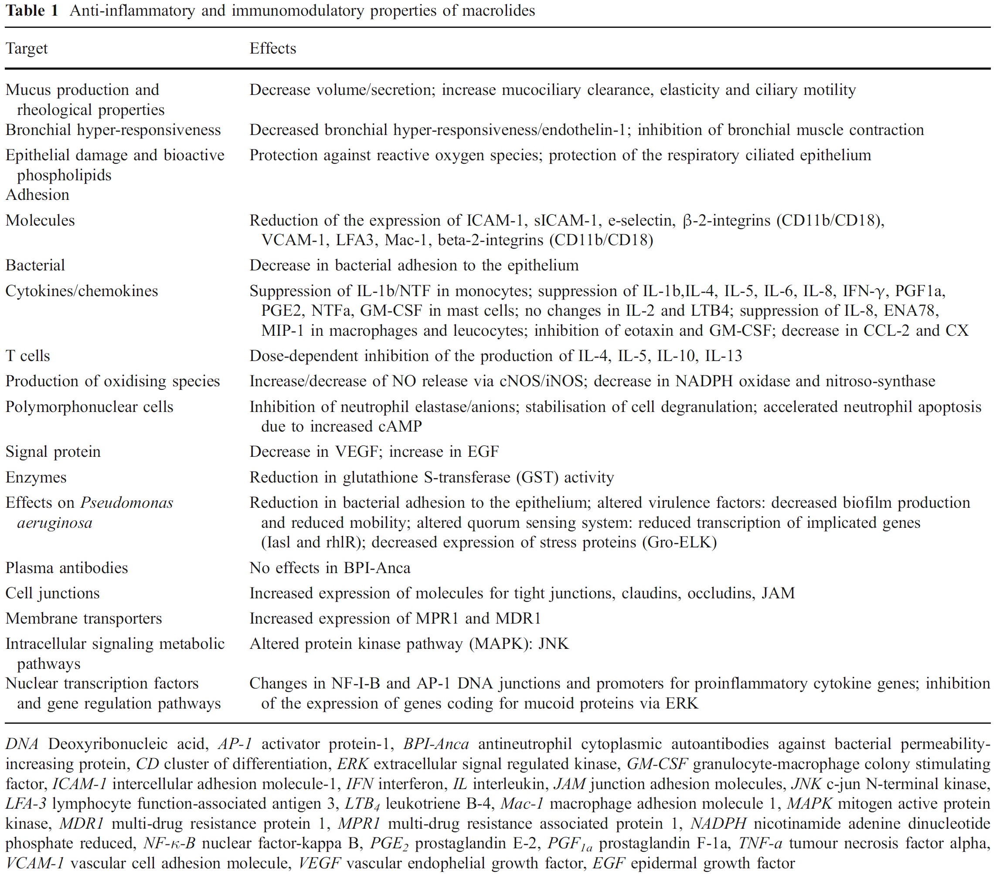 Table 1 Anti-inflammatory and immunomodulatory properties of macrolides
Target Effects
Mucus production and Decrease volume/secretion; increase mucociliary clearance, elasticity and ciliary motility
rheological properties
Bronchial hyper-responsiveness Decreased bronchial hyper-responsiveness/endothelin-1; inhibition of bronchial muscle contraction
Epithelial damage and bioactive Protection against reactive oxygen species; protection of the respiratory ciliated epithelium
phospholipids
Adhesion
Molecules Reduction of the expression of ICAM-1, sICAM-1, e-selectin, β-2-integrins (CD11b/CD18),
VCAM-1, LFA3, Mac-1, beta-2-integrins (CD11b/CD18)
Bacterial Decrease in bacterial adhesion to the epithelium
Cytokines/chemokines Suppression of IL-1b/NTF in monocytes; suppression of IL-1b,IL-4, IL-5, IL-6, IL-8, IFN-γ, PGF1a,
PGE2, NTFa, GM-CSF in mast cells; no changes in IL-2 and LTB4; suppression of IL-8, ENA78,
MIP-1 in macrophages and leucocytes; inhibition of eotaxin and GM-CSF; decrease in CCL-2 and CX
T cells Dose-dependent inhibition of the production of IL-4, IL-5, IL-10, IL-13
Production of oxidising species Increase/decrease of NO release via cNOS/iNOS; decrease in NADPH oxidase and nitroso-synthase
Polymorphonuclear cells Inhibition of neutrophil elastase/anions; stabilisation of cell degranulation; accelerated neutrophil apoptosis
due to increased cAMP
Signal protein Decrease in VEGF; increase in EGF
Enzymes Reduction in glutathione S-transferase (GST) activity
Effects on Pseudomonas Reduction in bacterial adhesion to the epithelium; altered virulence factors: decreased biofilm production
aeruginosa and reduced mobility; altered quorum sensing system: reduced transcription of implicated genes
(Iasl and rhlR); decreased expression of stress proteins (Gro-ELK)
Plasma antibodies No effects in BPI-Anca
Cell junctions Increased expression of molecules for tight junctions, claudins, occludins, JAM
Membrane transporters Increased expression of MPR1 and MDR1
Intracellular signaling metabolic Altered protein kinase pathway (MAPK): JNK
pathways
Nuclear transcription factors Changes in NF-I-B and AP-1 DNA junctions and promoters for proinflammatory cytokine genes; inhibition
and gene regulation pathways of the expression of genes coding for mucoid proteins via ERK
DNA Deoxyribonucleic acid, AP-1 activator protein-1, BPI-Anca antineutrophil cytoplasmic autoantibodies against bacterial permeability-
increasing protein, CD cluster of differentiation, ERK extracellular signal regulated kinase, GM-CSF granulocyte-macrophage colony stimulating
factor, ICAM-1 intercellular adhesion molecule-1, IFN interferon, IL interleukin, JAM junction adhesion molecules, JNK c-jun N-terminal kinase,
LFA-3 lymphocyte function-associated antigen 3, LTB4 leukotriene B-4, Mac-1 macrophage adhesion molecule 1, MAPK mitogen active protein
kinase, MDR1 multi-drug resistance protein 1, MPR1 multi-drug resistance associated protein 1, NADPH nicotinamide adenine dinucleotide
phosphate reduced, NF-κ-B nuclear factor-kappa B, PGE2 prostaglandin E-2, PGF1a prostaglandin F-1a, TNF-a tumour necrosis factor alpha,
VCAM-1 vascular cell adhesion molecule, VEGF vascular endophelial growth factor, EGF epidermal growth factor